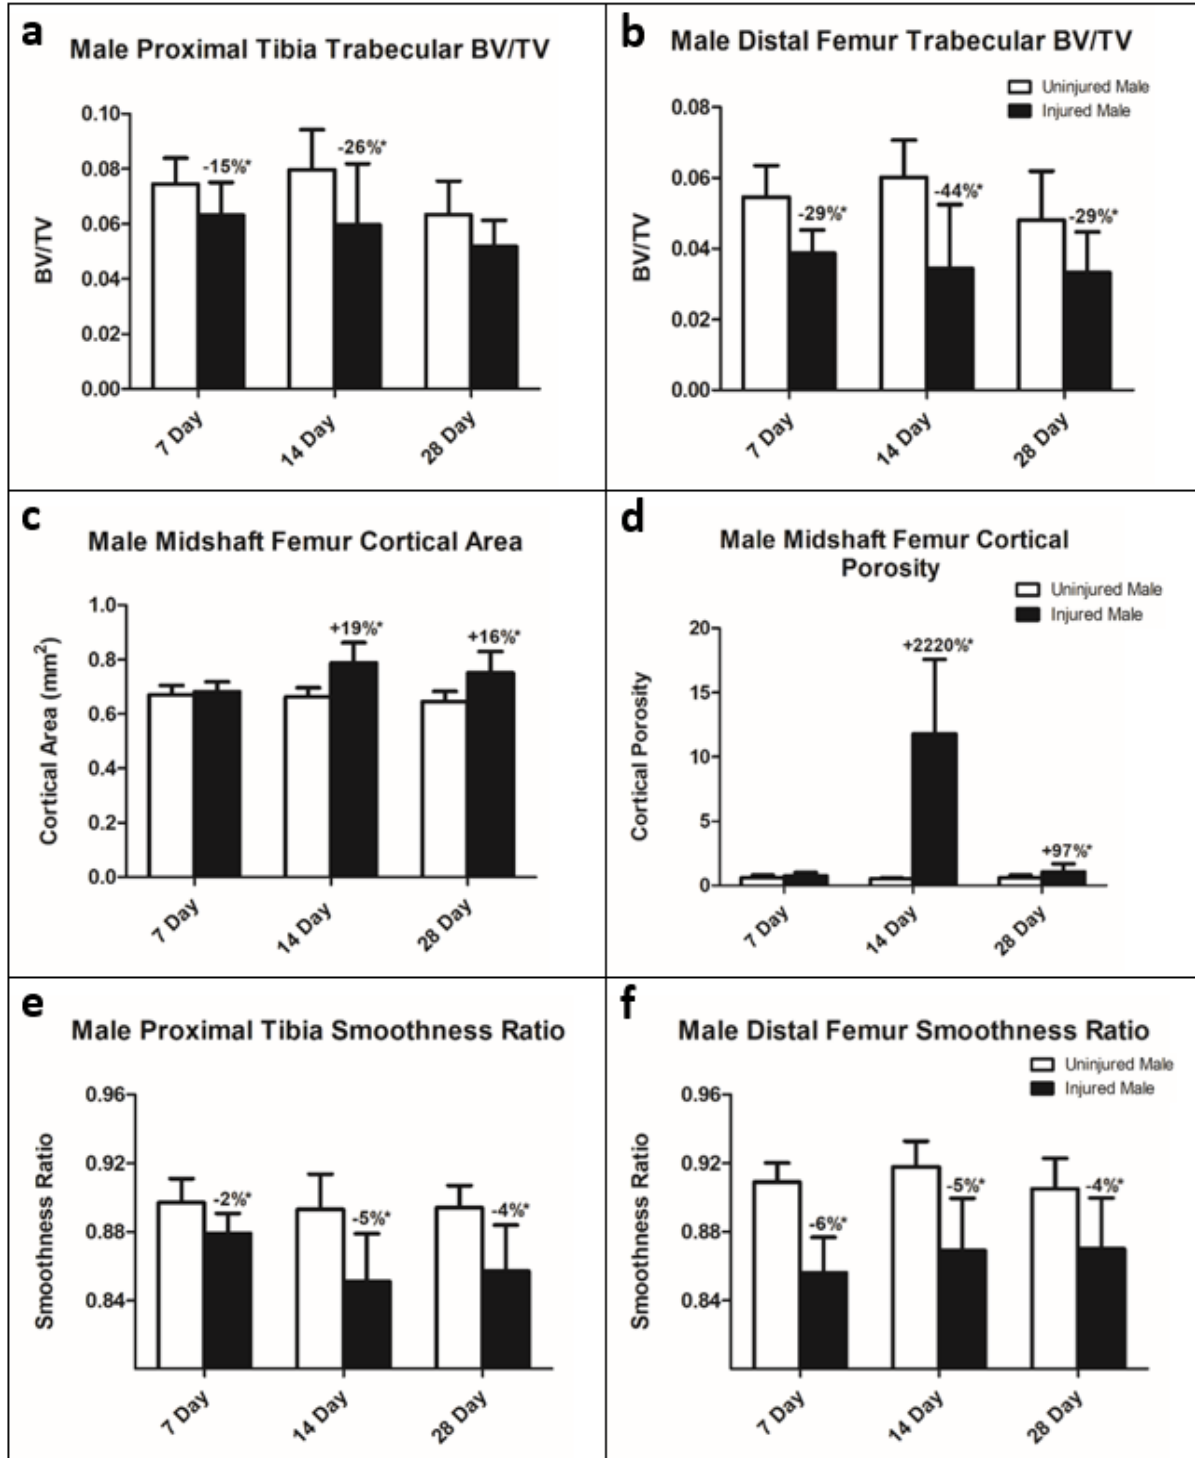 a
Male Proximal Tibia Trabecular BV/TV
BV/TV
0.10
0.08
0.06
0.04
0.02
0.00
-15%*
-26%*
7 Day
14 Day
28 Day
b
Male Distal Femur Trabecular BV/TV
Uninjured Male
Injured Male
BV/TV
0.08
0.06
0.04
0.02
0.00
-29%*
-44%*
-29%*
7 Day
14 Day
28 Day
c
Male Midshaft Femur Cortical Area
Cortical Area (mm²)
1.0
0.8
0.6
0.4
0.2
0.0
+19%*
+16%*
7 Day
14 Day
28 Day
d
Male Midshaft Femur Cortical
Porosity
Uninjured Male
Injured Male
Cortical Porosity
20
15
10
5
0
+2220%*
+97%*
7 Day
14 Day
28 Day
e
Male Proximal Tibia Smoothness Ratio
Smoothness Ratio
0.96
0.92
0.88
0.84
-2%*
-5%*
-4%*
7 Day
14 Day
28 Day
f
Male Distal Femur Smoothness Ratio
Uninjured Male
Injured Male
Smoothness Ratio
0.96
0.92
0.88
0.84
-6%*
-5%*
-4%*
7 Day
14 Day
28 Day